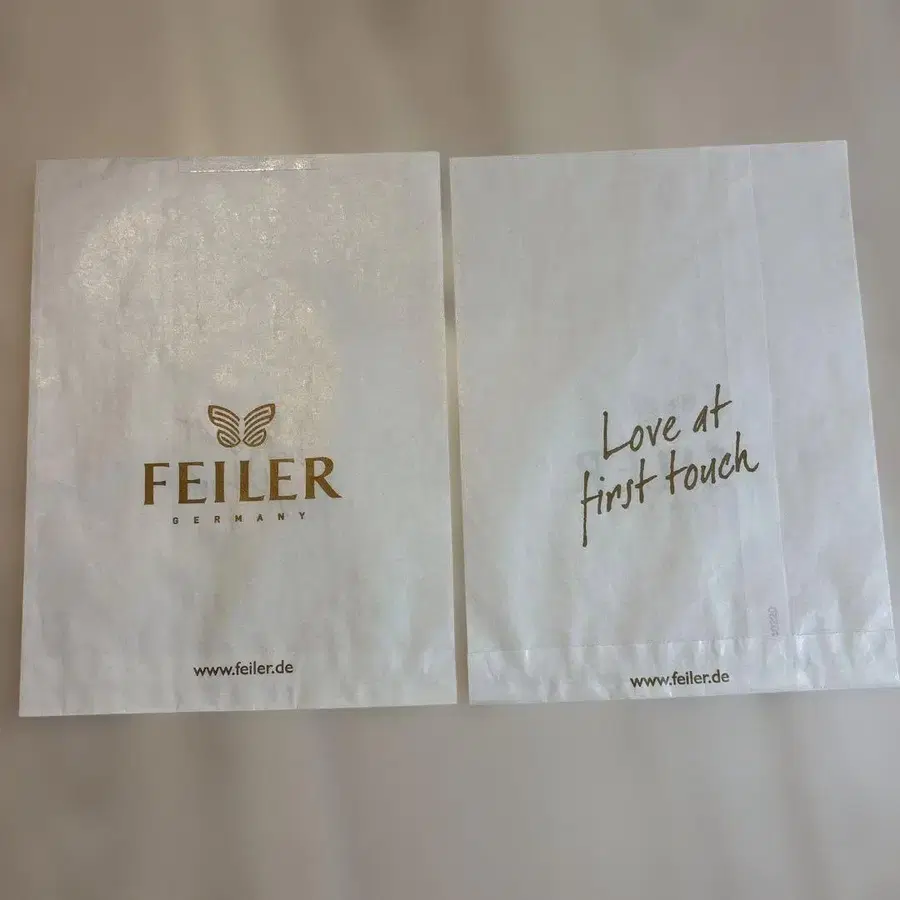 FEILER
GERMANY
www.feiler.de
Love at
first touch
www.feiler.de